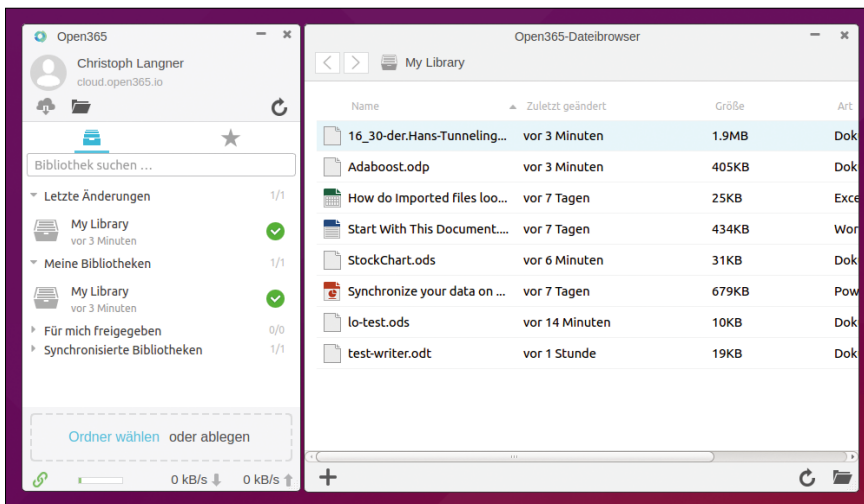 Open365
Christoph Langner
cloud.open365.io
Bibliothek suchen ...
Letzte Änderungen 1/1
My Library
vor 3 Minuten
Meine Bibliotheken 1/1
My Library
vor 3 Minuten
Für mich freigegeben 0/0
Synchronisierte Bibliotheken 1/1
Ordner wählen oder ablegen
0 kB/s 0 kB/s
Open365-Dateibrowser
My Library
Name Zuletzt geändert Größe Art
16_30-der.Hans-Tunneling... vor 3 Minuten 1.9MB Dok
Adaboost.odp vor 3 Minuten 405KB Dok
How do Imported files loo... vor 7 Tagen 25KB Exce
Start With This Document.... vor 7 Tagen 434KB Wor
StockChart.ods vor 6 Minuten 31KB Dok
Synchronize your data on ... vor 7 Tagen 679KB Pow
lo-test.ods vor 14 Minuten 10KB Dok
test-writer.odt vor 1 Stunde 19KB Dok